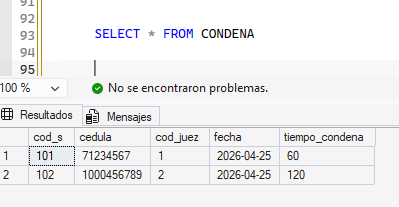 91
92
93 SELECT * FROM CONDENA
94
95
100 % No se encontraron problemas.
Resultados Mensajes
cod_s cedula cod_juez fecha tiempo_condena
1 101 71234567 1 2026-04-25 60
2 102 1000456789 2 2026-04-25 120